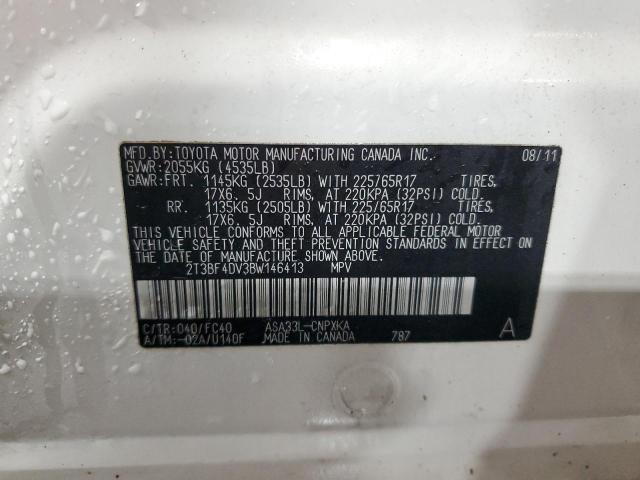 MFD.BY:TOYOTA MOTOR MANUFACTURING CANADA INC. 08/11
GVWR:2055KG (4535LB)
GAWR:FRT. 1145KG (2535LB) WITH 225/65R17 TIRES,
17X6. 5J RIMS, AT 220KPA (32PSI) COLD.
RR. 1135KG (2505LB) WITH 225/65R17 TIRES,
17X6. 5J RIMS, AT 220KPA (32PSI) COLD.
THIS VEHICLE CONFORMS TO ALL APPLICABLE FEDERAL MOTOR
VEHICLE SAFETY AND THEFT PREVENTION STANDARDS IN EFFECT ON
THE DATE OF MANUFACTURE SHOWN ABOVE.
2T3BF4DV3BW146413 MPV
C/TR:040/FC40 ASA33L-CNPXKA A
A/TM:-02A/U140F MADE IN CANADA 787